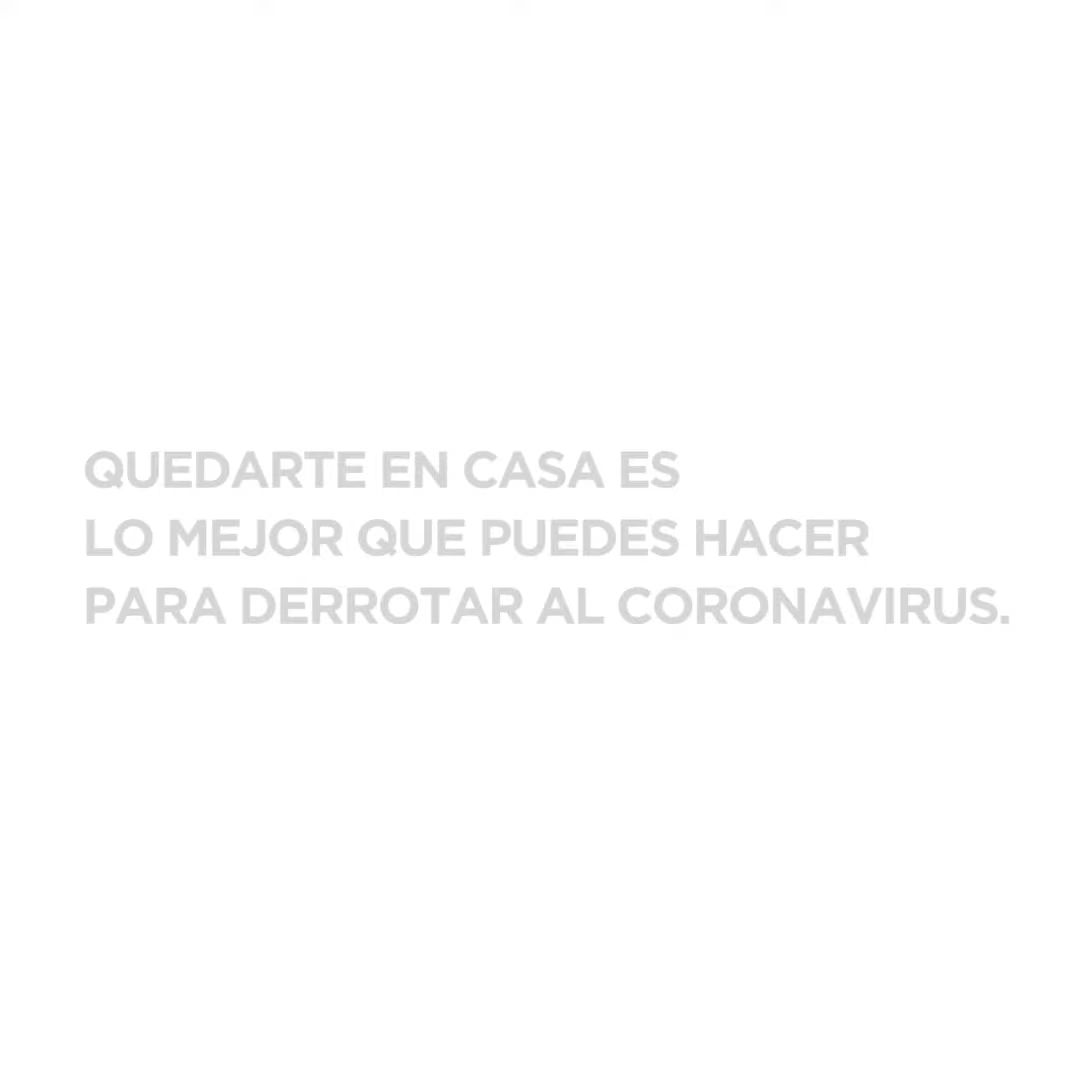 QUEDARTE EN CASA ES
LO MEJOR QUE PUEDES HACER
PARA DERROTAR AL CORONAVIRUS.